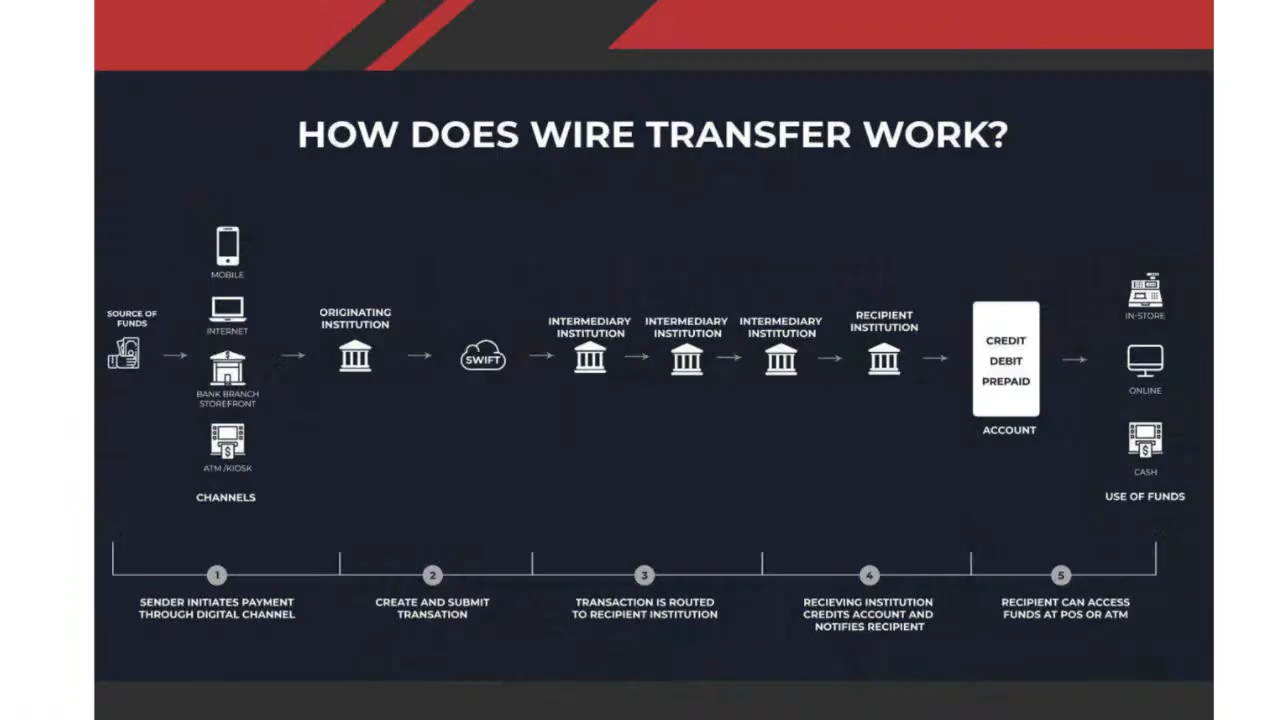 HOW DOES WIRE TRANSFER WORK?
SOURCE OF
FUNDS
MOBILE
INTERNET
BANK BRANCH
STOREFRONT
ATM /KIOSK
CHANNELS
ORIGINATING
INSTITUTION
SWIFT
INTERMEDIARY
INSTITUTION
INTERMEDIARY
INSTITUTION
INTERMEDIARY
INSTITUTION
RECIPIENT
INSTITUTION
CREDIT
DEBIT
PREPAID
ACCOUNT
IN-STORE
ONLINE
CASH
USE OF FUNDS
1
SENDER INITIATES PAYMENT
THROUGH DIGITAL CHANNEL
2
CREATE AND SUBMIT
TRANSATION
3
TRANSACTION IS ROUTED
TO RECIPIENT INSTITUTION
4
RECIEVING INSTITUTION
CREDITS ACCOUNT AND
NOTIFIES RECIPIENT
5
RECIPIENT CAN ACCESS
FUNDS AT POS OR ATM